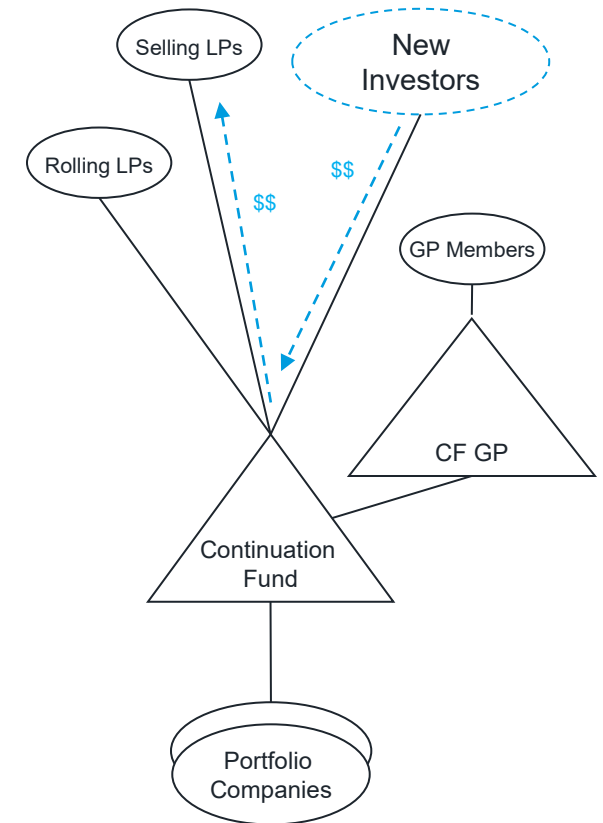 New
Investors
Selling LPs
Rolling LPs
$$
$$
GP Members
CF GP
Continuation
Fund
Portfolio
Companies